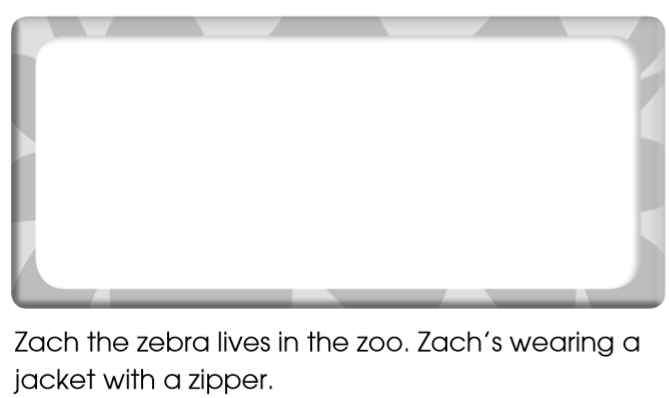 Zach the zebra lives in the zoo. Zach's wearing a
jacket with a zipper.